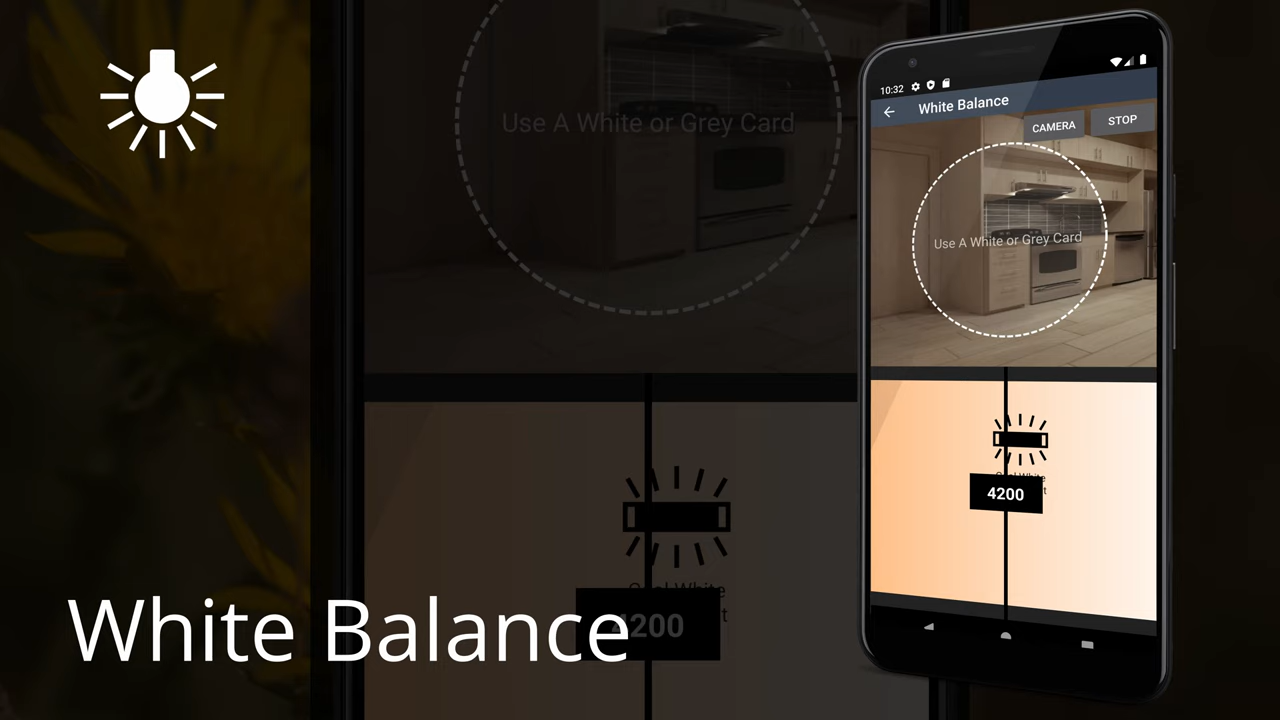 Use A White or Grey Card
4200
White Balance
10:32
White Balance
CAMERA
STOP
Use A White or Grey Card
4200